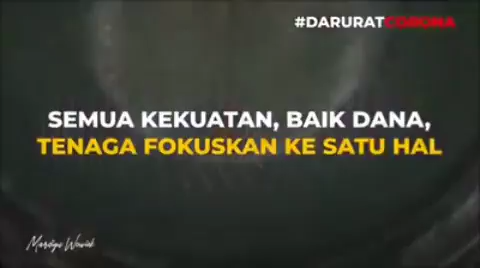 #DARURATCORONA
SEMUA KEKUATAN, BAIK DANA,
TENAGA FOKUSKAN KE SATU HAL